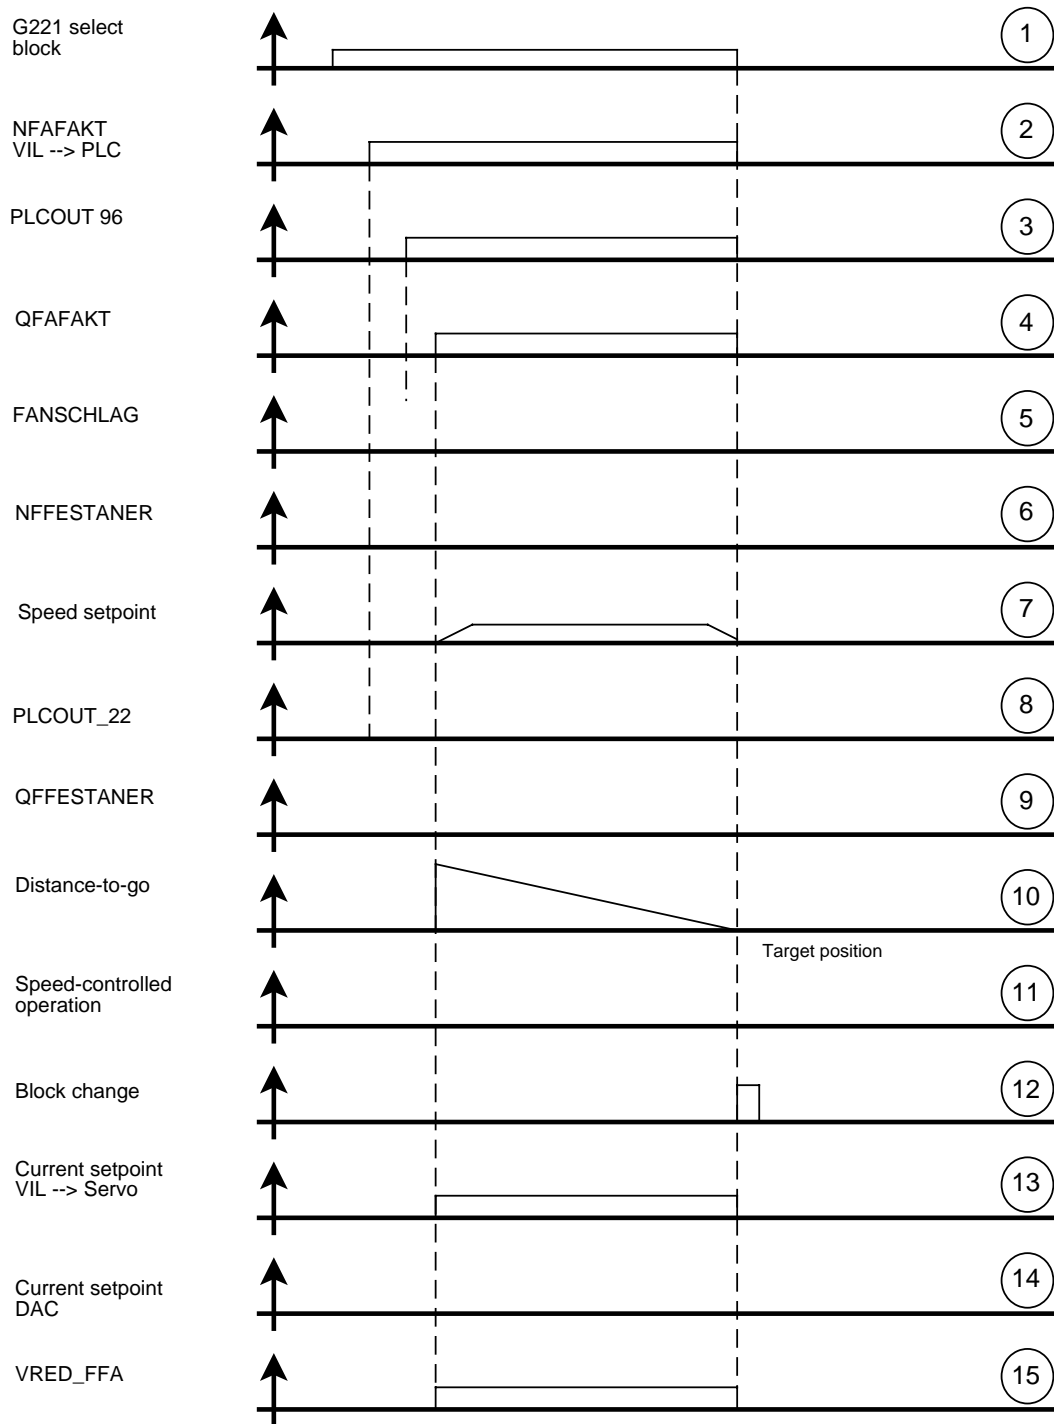 G221 select
block
1
NFAFAKT
VIL --> PLC
2
PLCOUT 96
3
QFAFAKT
4
FANSCHLAG
5
NFFESTANER
6
Speed setpoint
7
PLCOUT_22
8
QFFESTANER
9
Distance-to-go
10
Target position
Speed-controlled
operation
11
Block change
12
Current setpoint
VIL --> Servo
13
Current setpoint
DAC
14
VRED_FFA
15